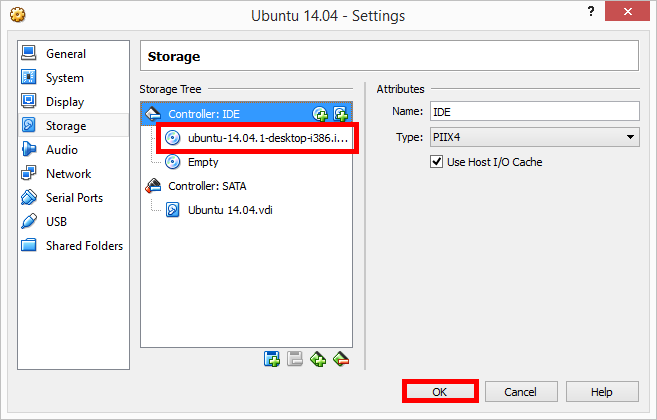 Ubuntu 14.04 - Settings
?
General
System
Display
Storage
Audio
Network
Serial Ports
USB
Shared Folders
Storage
Storage Tree
Controller: IDE
ubuntu-14.04.1-desktop-i386.i...
Empty
Controller: SATA
Ubuntu 14.04.vdi
Attributes
Name: IDE
Type: PIIX4
Use Host I/O Cache
OK
Cancel
Help